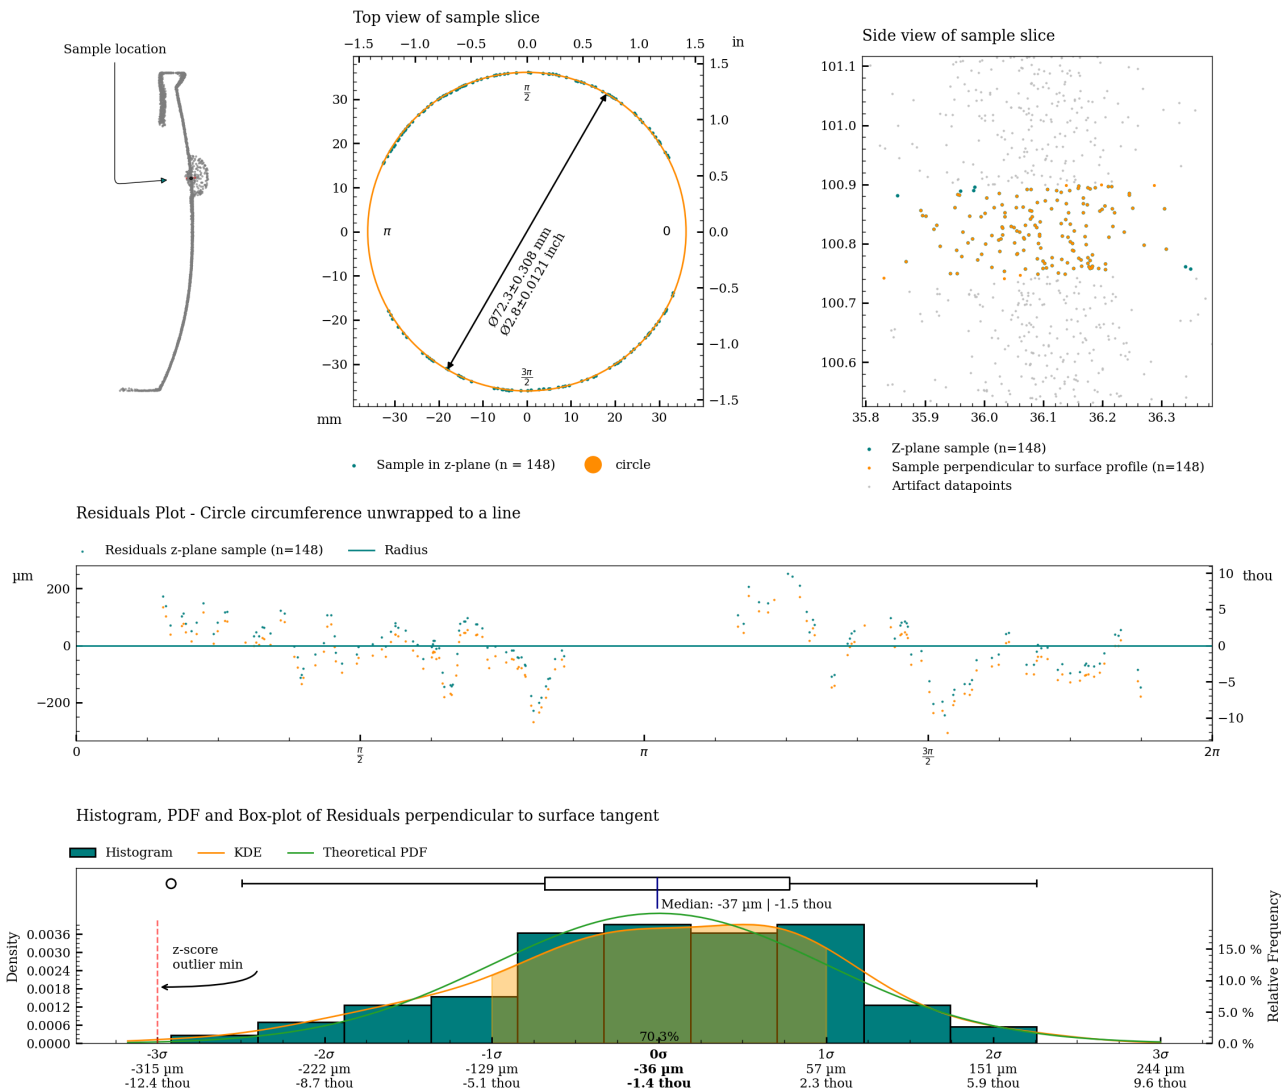 Top view of sample slice
Sample location
−1.5 −1.0 −0.5 0.0 0.5 1.0 1.5 in
30 20 10 0 −10 −20 −30
1.5 1.0 0.5 0.0 −0.5 −1.0 −1.5
π/2
π
0
3π/2
Ø72.3±0.308 mm
Ø2.8±0.0121 inch
mm
−30 −20 −10 0 10 20 30
Sample in z-plane (n = 148)
circle
Side view of sample slice
101.1
101.0
100.9
100.8
100.7
100.6
35.8 35.9 36.0 36.1 36.2 36.3
Z-plane sample (n=148)
Sample perpendicular to surface profile (n=148)
Artifact datapoints
Residuals Plot - Circle circumference unwrapped to a line
Residuals z-plane sample (n=148)
Radius
µm
200
0
−200
10 thou
5
0
−5
−10
0 π/2 π 3π/2 2π
Histogram, PDF and Box-plot of Residuals perpendicular to surface tangent
Histogram
KDE
Theoretical PDF
Median: -37 µm | -1.5 thou
z-score
outlier min
Density
0.0036
0.0030
0.0024
0.0018
0.0012
0.0006
0.0000
15.0 %
10.0 %
5.0 %
0.0 %
Relative Frequency
70.3%
-3σ -2σ -1σ 0σ 1σ 2σ 3σ
-315 µm -222 µm -129 µm -36 µm 57 µm 151 µm 244 µm
-12.4 thou -8.7 thou -5.1 thou -1.4 thou 2.3 thou 5.9 thou 9.6 thou